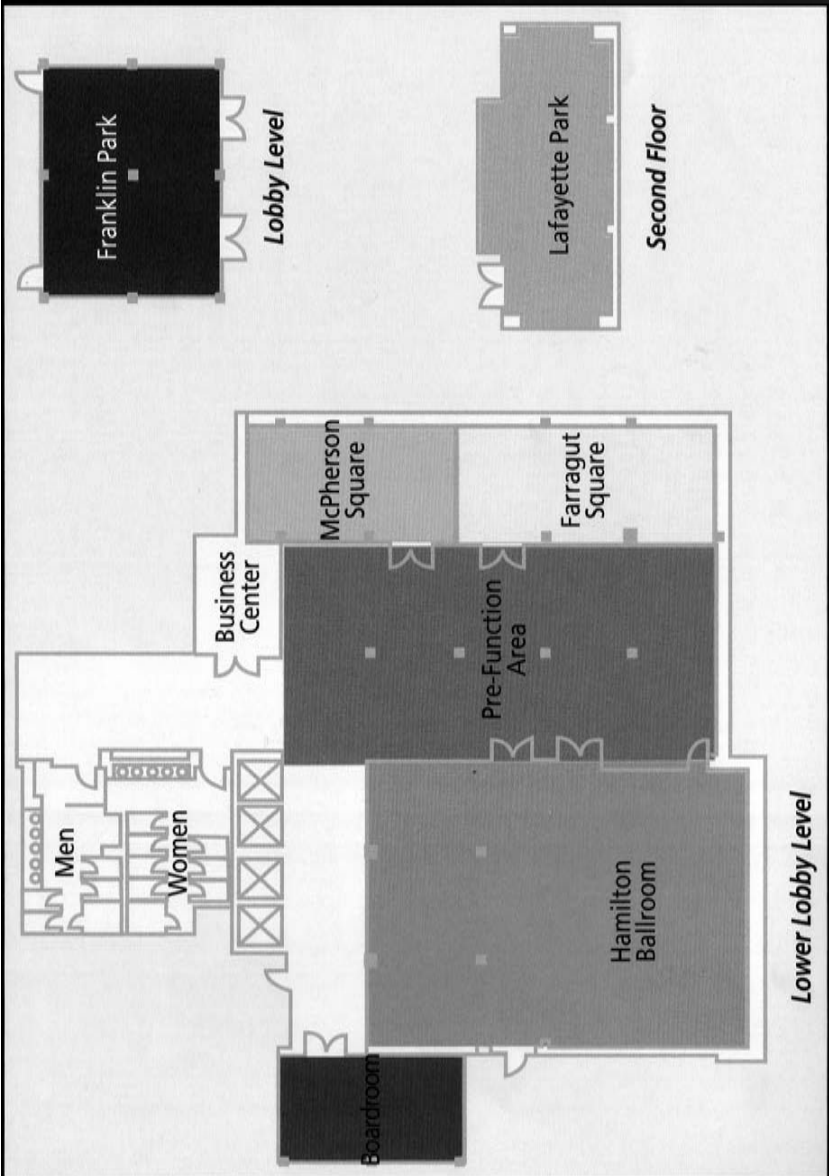 Men
Women
Boardroom
Hamilton
Ballroom
Pre-Function
Area
Business
Center
McPherson
Square
Farragut
Square
Lower Lobby Level
Franklin Park
Lobby Level
Lafayette Park
Second Floor